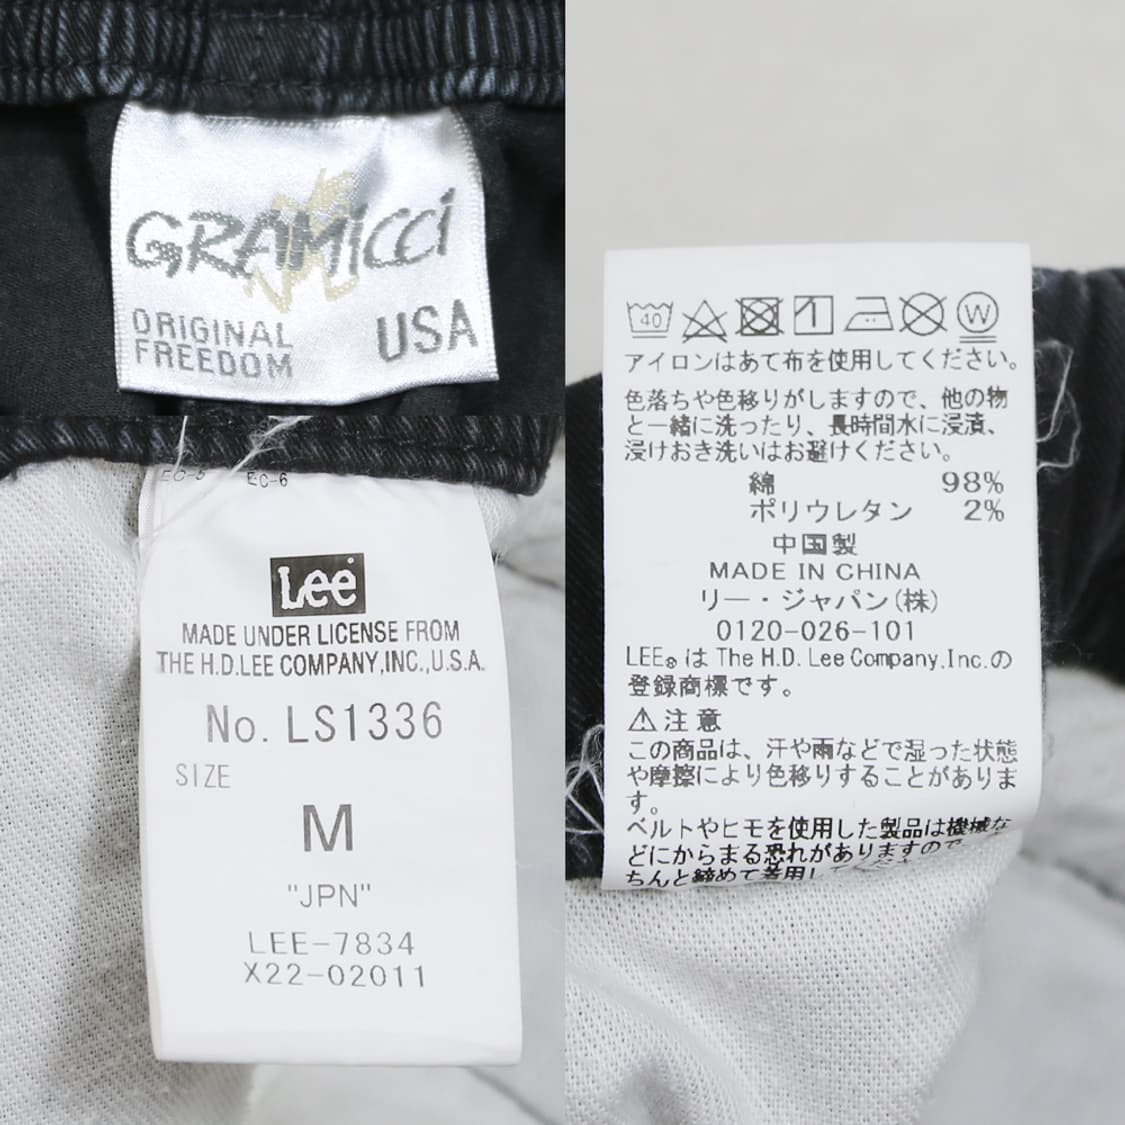 GRAMiCCi
ORIGINAL
FREEDOM
USA
EC-5 EC-6
Lee
MADE UNDER LICENSE FROM
THE H.D.LEE COMPANY,INC.,U.S.A.
No. LS1336
SIZE
M
"JPN"
LEE-7834
X22-02011
40 W
アイロンはあて布を使用してください。
色落ちや色移りがしますので、他の物
と一緒に洗ったり、長時間水に浸漬、
浸けおき洗いはお避けください。
綿 98%
ポリウレタン 2%
中国製
MADE IN CHINA
リー・ジャパン(株)
0120-026-101
LEE® は The H.D. Lee Company,Inc.の
登録商標です。
⚠注意
この商品は、汗や雨などで湿った状態
や摩擦により色移りすることがありま
す。
ベルトやヒモを使用した製品は機械な
どにからまる恐れがありますので
ちんと締めて着用して